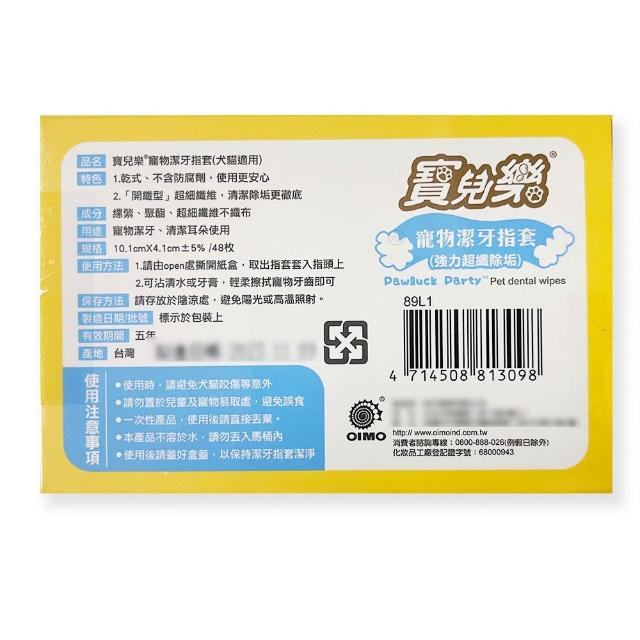 品名 寶兒樂®寵物潔牙指套(犬貓適用)
特色 1.乾式、不含防腐劑，使用更安心
2.「開纖型」超細纖維，清潔除垢更徹底
成分 縲縈、聚酯、超細纖維不織布
用途 寵物潔牙、清潔耳朵使用
規格 10.1cmX4.1cm±5% /48枚
使用方法 1.請由open處撕開紙盒，取出指套套入指頭上
2.可沾清水或牙膏，輕柔擦拭寵物牙齒即可
保存方法 請存放於陰涼處，避免陽光或高溫照射。
製造日期/批號 標示於包裝上
有效期間 五年
產地 台灣
使用注意事項
•使用時，請避免犬貓咬傷等意外
•請勿置於兒童及寵物易取處，避免誤食
•一次性產品，使用後請直接丟棄。
•本產品不溶於水，請勿丟入馬桶內
•使用後請蓋好盒蓋，以保持潔牙指套潔淨
寶兒樂®
寵物潔牙指套
(強力超纖除垢)
Pawluck Party™ Pet dental wipes
89L1
4 714508 813098
OIMO
http:// www.oimoind.com.tw
消費者諮詢專線：0800-888-026(例假日除外)
化妝品工廠登記證字號：68000943